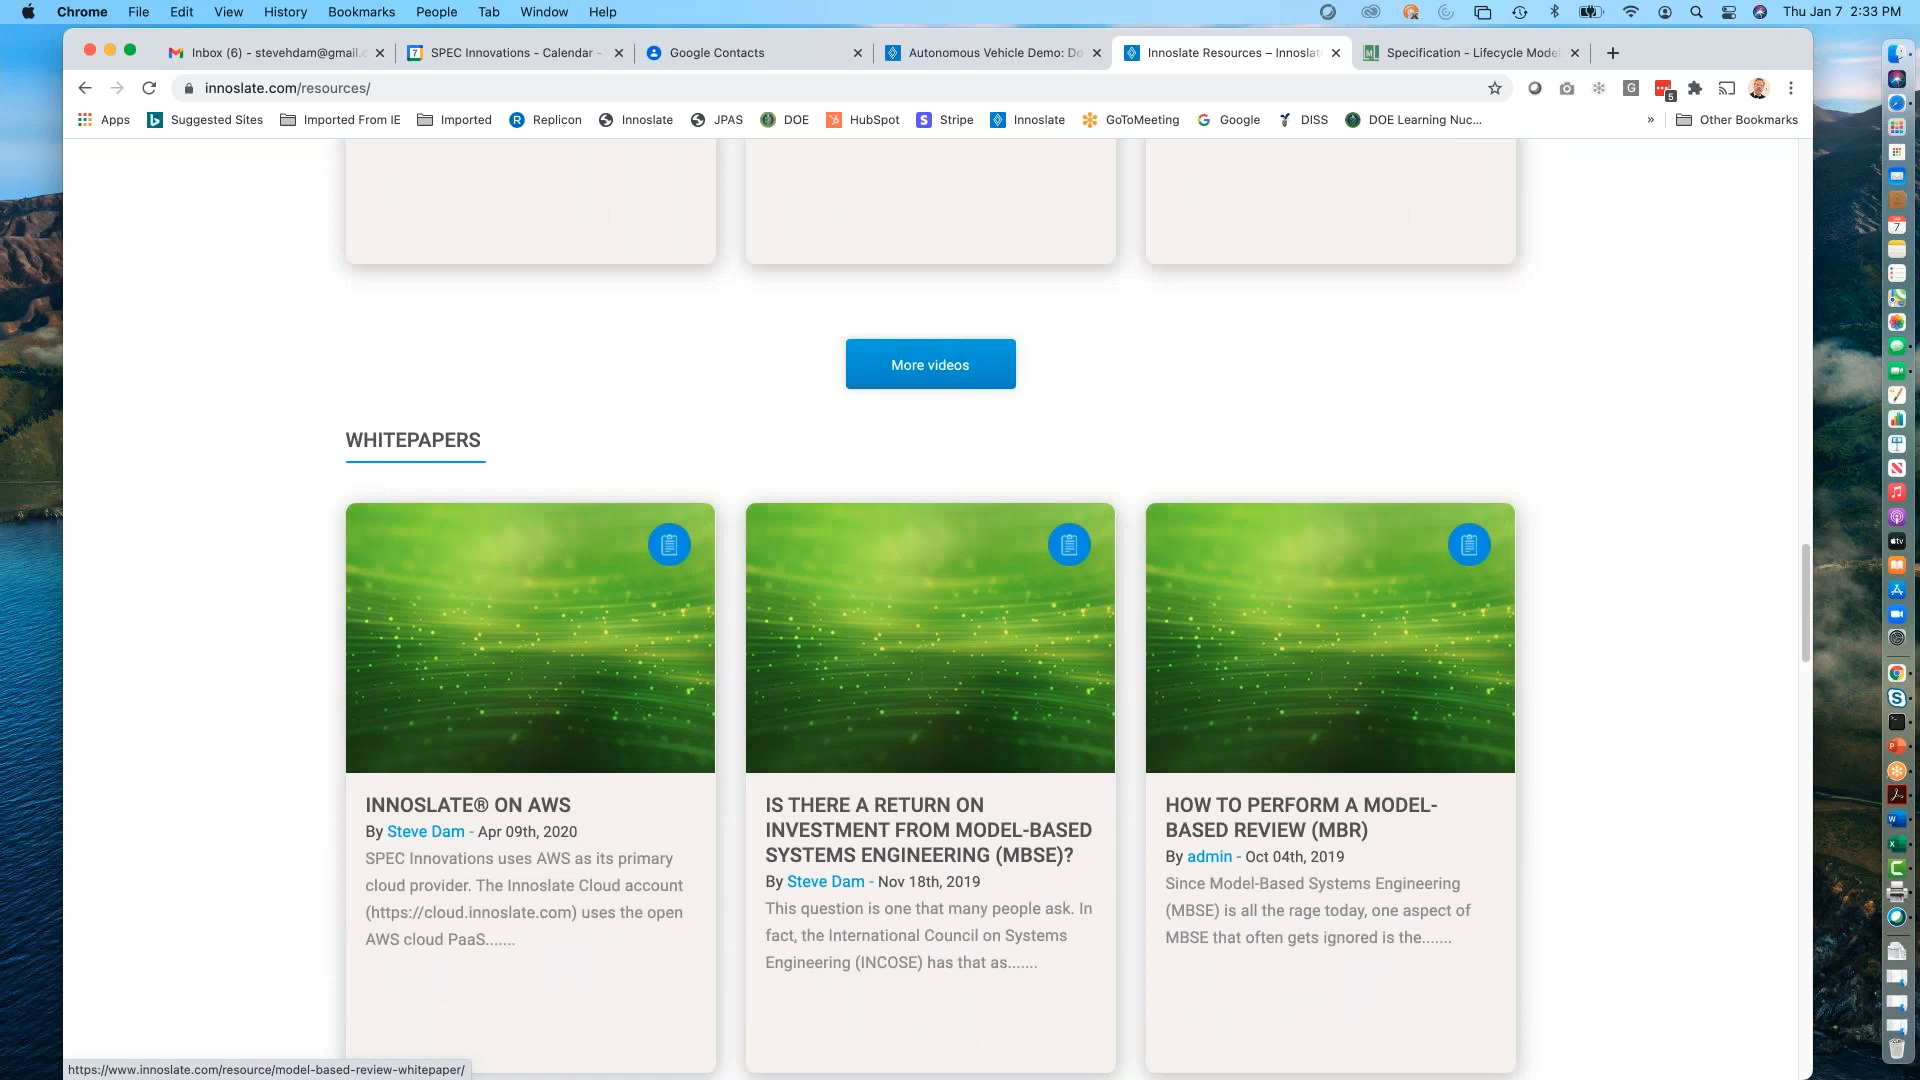 Chrome File Edit View History Bookmarks People Tab Window Help Thu Jan 7 2:33 PM
Inbox (6) - stevehdam@gmail.c SPEC Innovations - Calendar - Google Contacts Autonomous Vehicle Demo: Do Innoslate Resources – Innoslat Specification - Lifecycle Model
innoslate.com/resources/
Apps Suggested Sites Imported From IE Imported Replicon Innoslate JPAS DOE HubSpot Stripe Innoslate GoToMeeting Google DISS DOE Learning Nuc... » Other Bookmarks
More videos
WHITEPAPERS
INNOSLATE® ON AWS
By Steve Dam - Apr 09th, 2020
SPEC Innovations uses AWS as its primary
cloud provider. The Innoslate Cloud account
(https://cloud.innoslate.com) uses the open
AWS cloud PaaS.......
IS THERE A RETURN ON
INVESTMENT FROM MODEL-BASED
SYSTEMS ENGINEERING (MBSE)?
By Steve Dam - Nov 18th, 2019
This question is one that many people ask. In
fact, the International Council on Systems
Engineering (INCOSE) has that as.......
HOW TO PERFORM A MODEL-
BASED REVIEW (MBR)
By admin - Oct 04th, 2019
Since Model-Based Systems Engineering
(MBSE) is all the rage today, one aspect of
MBSE that often gets ignored is the.......
https://www.innoslate.com/resource/model-based-review-whitepaper/